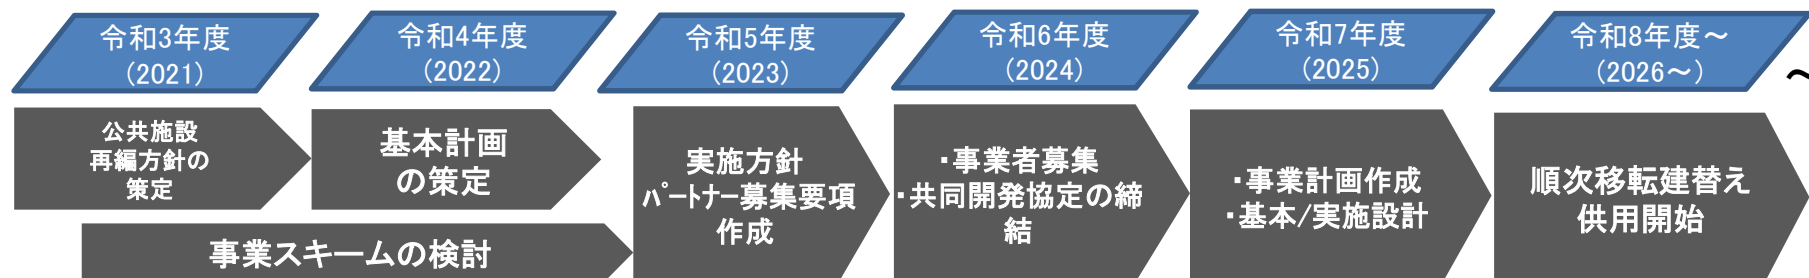 令和3年度
(2021)
令和4年度
(2022)
令和5年度
(2023)
令和6年度
(2024)
令和7年度
(2025)
令和8年度~
(2026~)
~
公共施設
再編方針の
策定
基本計画
の策定
実施方針
パートナー募集要項
作成
・事業者募集
・共同開発協定の締
結
・事業計画作成
・基本/実施設計
順次移転建替え
供用開始
事業スキームの検討